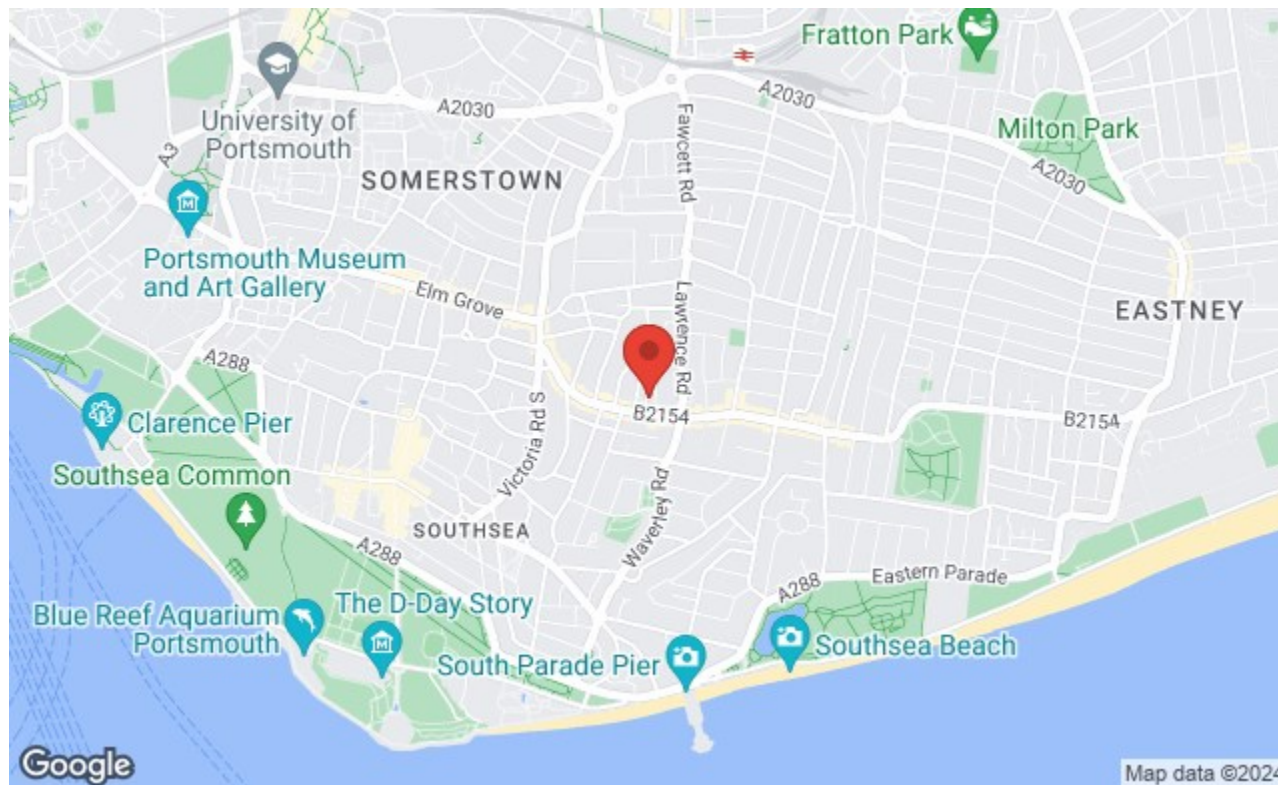 Fratton Park
A2030
A2030
Fawcett Rd
University of
Portsmouth
Milton Park
A3
SOMERSTOWN
A2030
Portsmouth Museum
and Art Gallery
Elm Grove
Lawrence Rd
EASTNEY
A288
B2154
B2154
Clarence Pier
Victoria Rd S
Southsea Common
Waverley Rd
SOUTHSEA
A288
A288
Eastern Parade
The D-Day Story
Blue Reef Aquarium
Portsmouth
South Parade Pier
Southsea Beach
Google
Map data ©2024